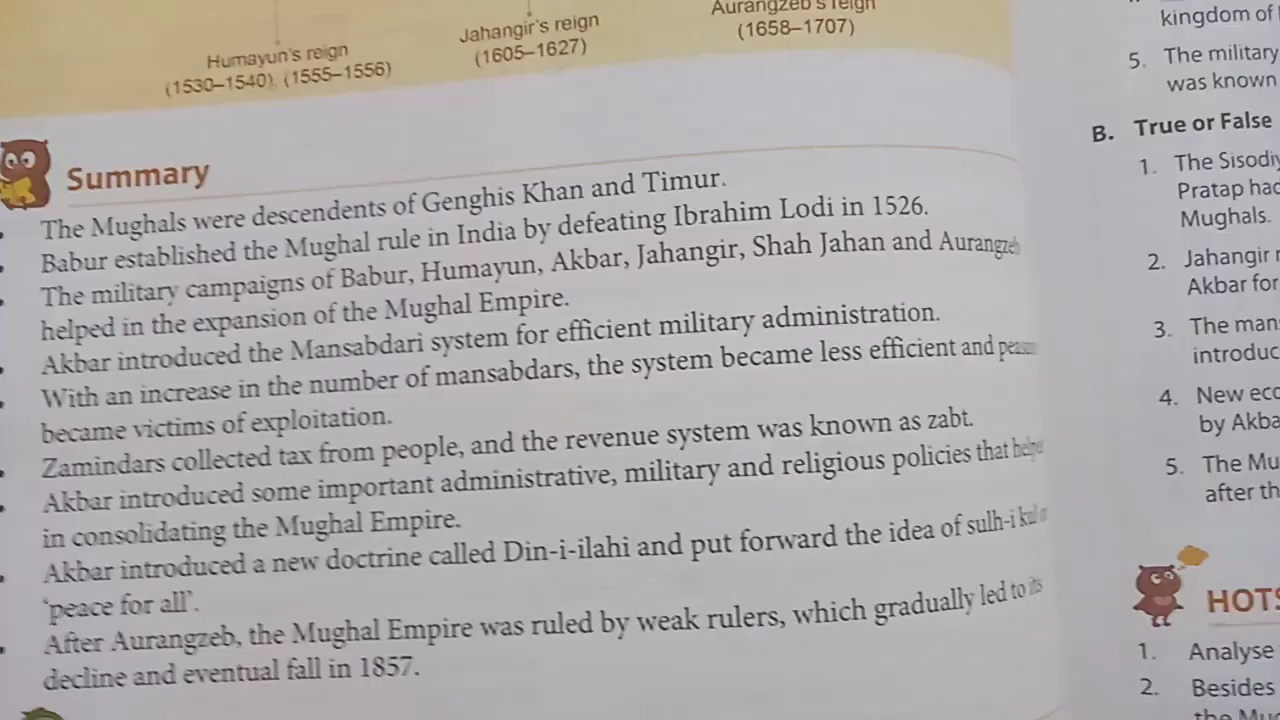 Humayun's reign
(1530–1540), (1555–1556)
Jahangir's reign
(1605–1627)
Aurangzeb's reign
(1658–1707)
Summary
The Mughals were descendents of Genghis Khan and Timur.
Babur established the Mughal rule in India by defeating Ibrahim Lodi in 1526.
The military campaigns of Babur, Humayun, Akbar, Jahangir, Shah Jahan and Aurangzeb
helped in the expansion of the Mughal Empire.
Akbar introduced the Mansabdari system for efficient military administration.
With an increase in the number of mansabdars, the system became less efficient and
became victims of exploitation.
Zamindars collected tax from people, and the revenue system was known as zabt.
Akbar introduced some important administrative, military and religious policies that
in consolidating the Mughal Empire.
Akbar introduced a new doctrine called Din-i-ilahi and put forward the idea of sulh-i
'peace for all'.
After Aurangzeb, the Mughal Empire was ruled by weak rulers, which gradually led to its
decline and eventual fall in 1857.
kingdom of
5. The military
was known
B. True or False
1. The
Pratap had
Mughals.
2. Jahangir
Akbar for
3. The
4. New
by
5. The
after
HOTS
1. Analyse
2. Besides
the